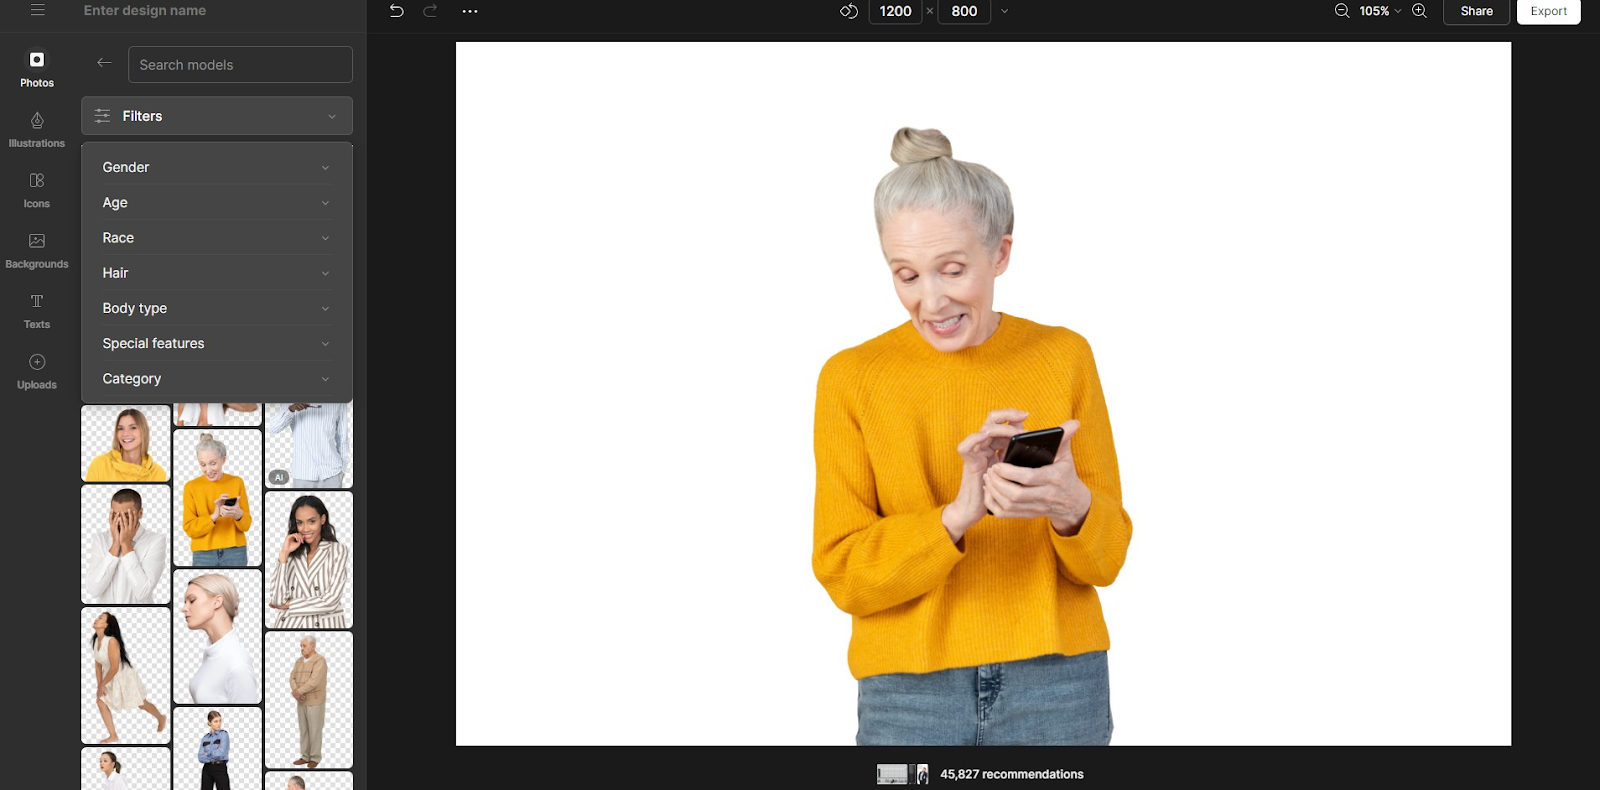 Enter design name
1200 × 800
105%
Share
Export
Photos
Illustrations
Icons
Backgrounds
Texts
Uploads
Search models
Filters
Gender
Age
Race
Hair
Body type
Special features
Category
AI
45,827 recommendations